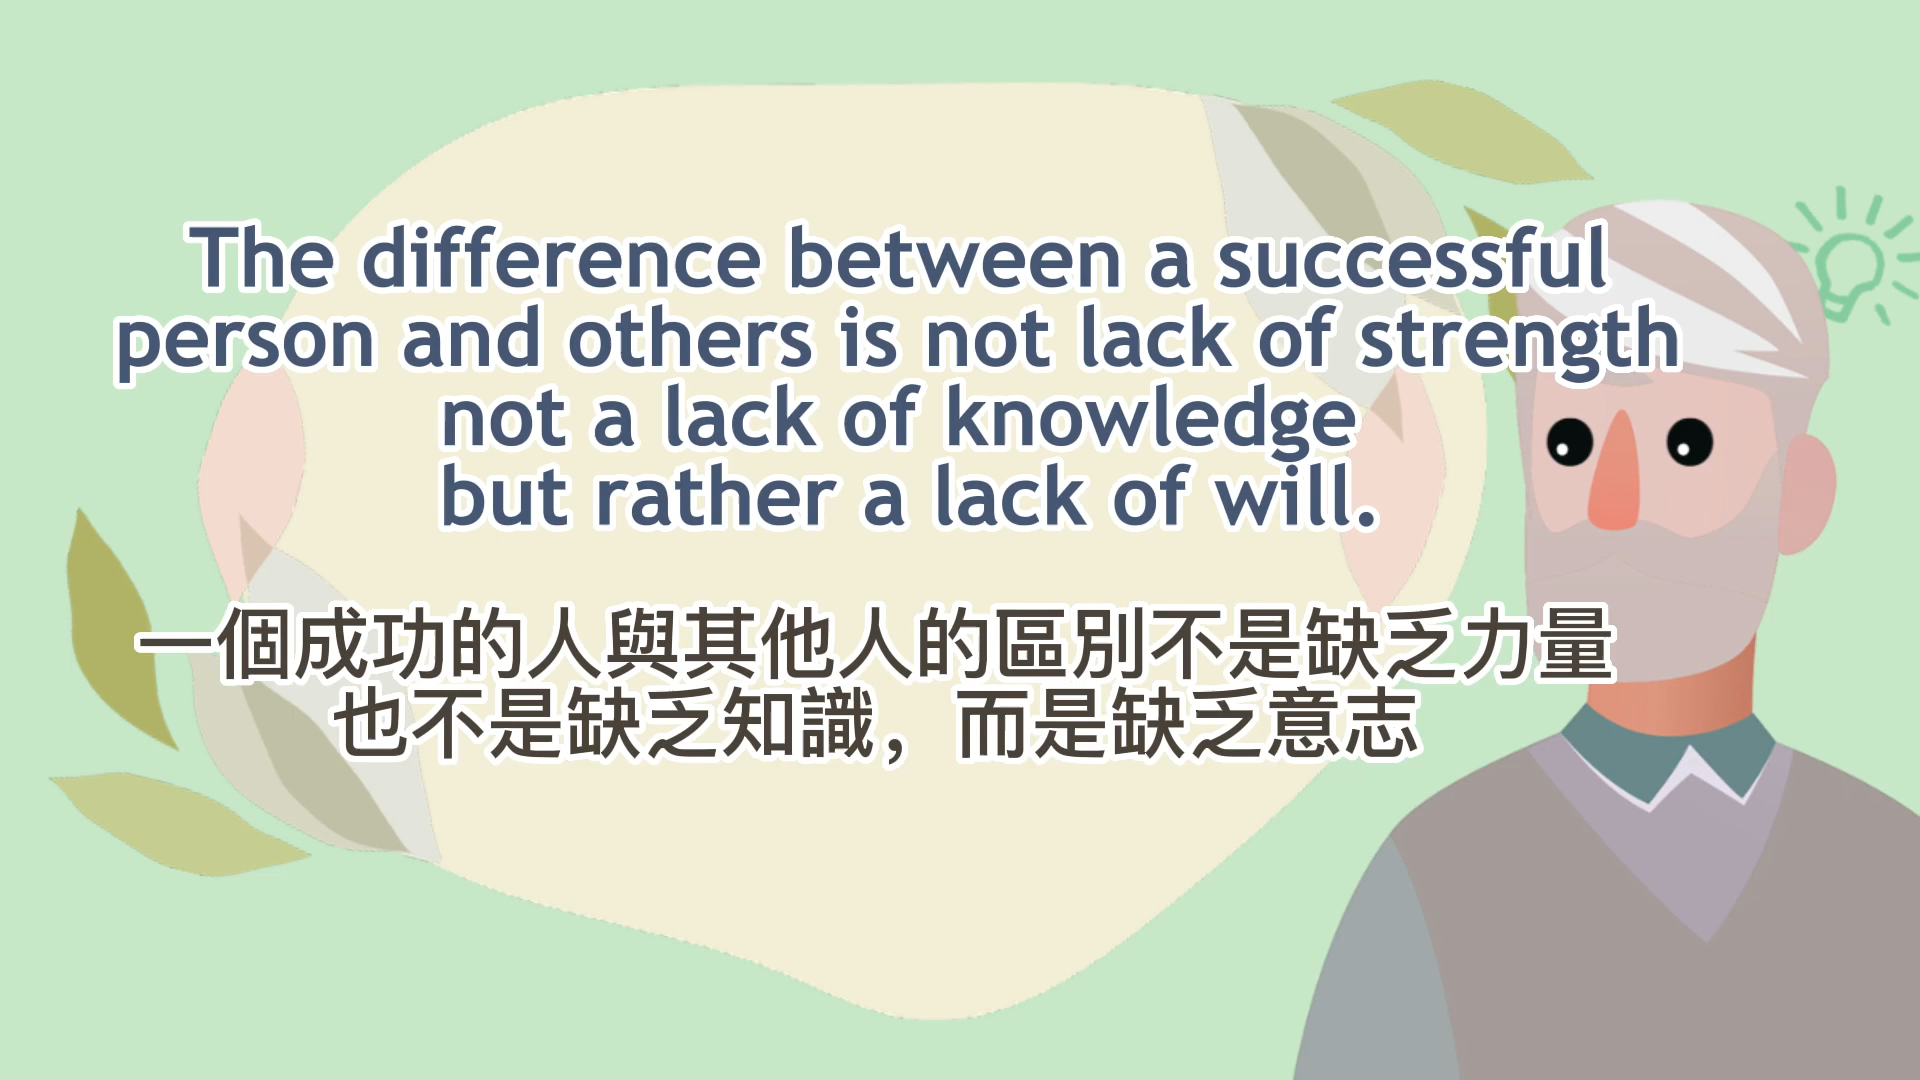 The difference between a successful
person and others is not lack of strength
not a lack of knowledge
but rather a lack of will.
一個成功的人與其他人的區別不是缺乏力量
也不是缺乏知識，而是缺乏意志